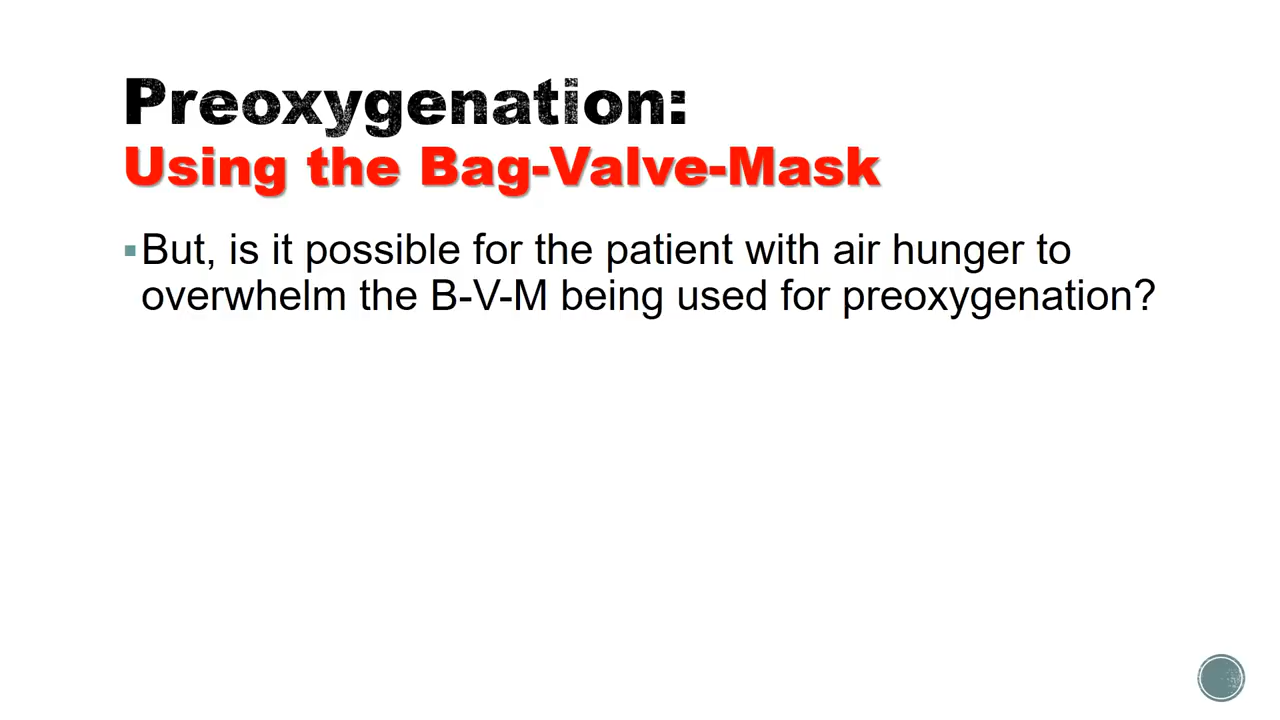 Preoxygenation:
Using the Bag-Valve-Mask
▪But, is it possible for the patient with air hunger to
overwhelm the B-V-M being used for preoxygenation?